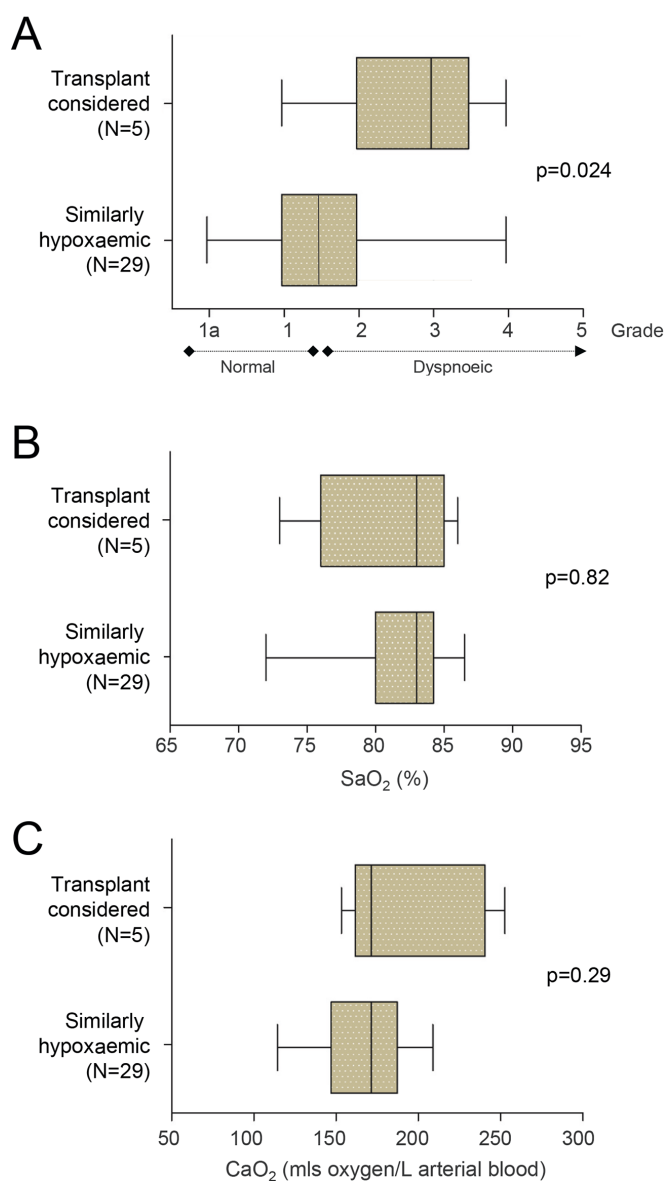 A
Transplant
considered
(N=5)
p=0.024
Similarly
hypoxaemic
(N=29)
1a 1 2 3 4 5 Grade
Normal Dyspnoeic
B
Transplant
considered
(N=5)
p=0.82
Similarly
hypoxaemic
(N=29)
65 70 75 80 85 90 95
SaO₂ (%)
C
Transplant
considered
(N=5)
p=0.29
Similarly
hypoxaemic
(N=29)
50 100 150 200 250 300
CaO₂ (mls oxygen/L arterial blood)